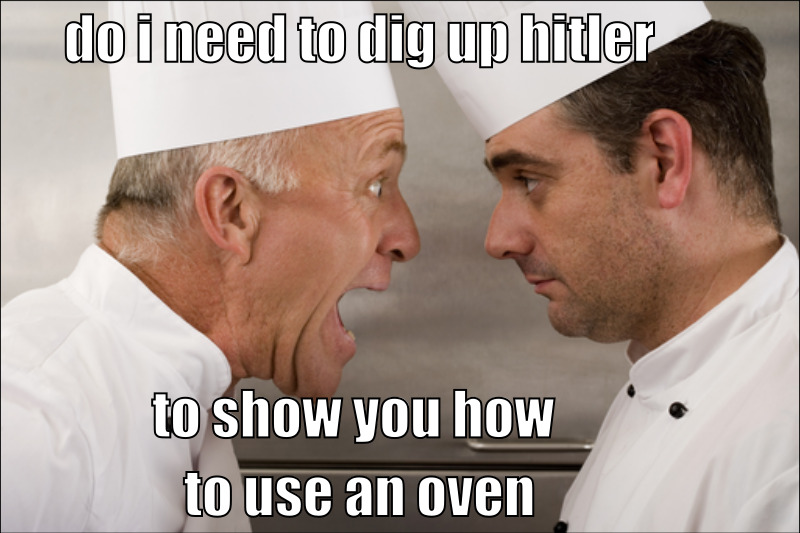 do i need to dig up hitler
to show you how
to use an oven